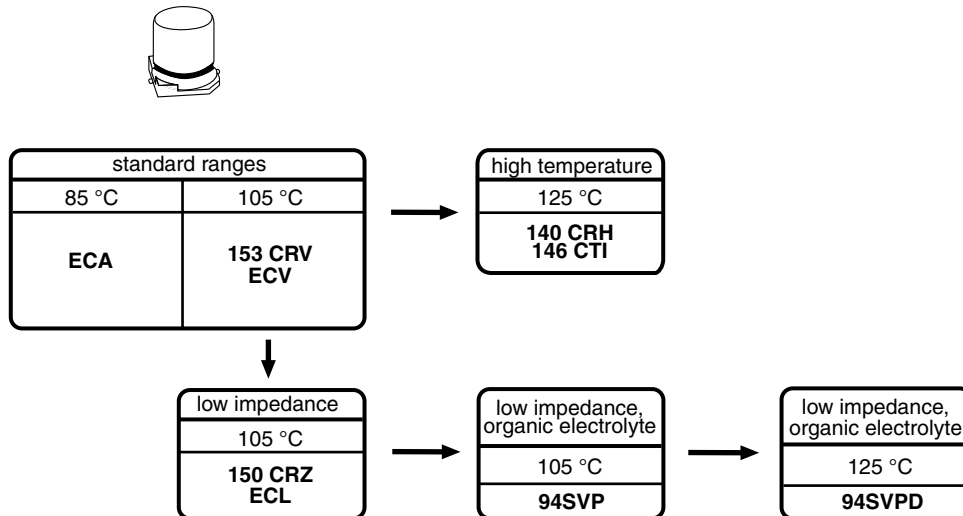 standard ranges
85 °C
105 °C
ECA
153 CRV
ECV
high temperature
125 °C
140 CRH
146 CTI
low impedance
105 °C
150 CRZ
ECL
low impedance,
organic electrolyte
105 °C
94SVP
low impedance,
organic electrolyte
125 °C
94SVPD